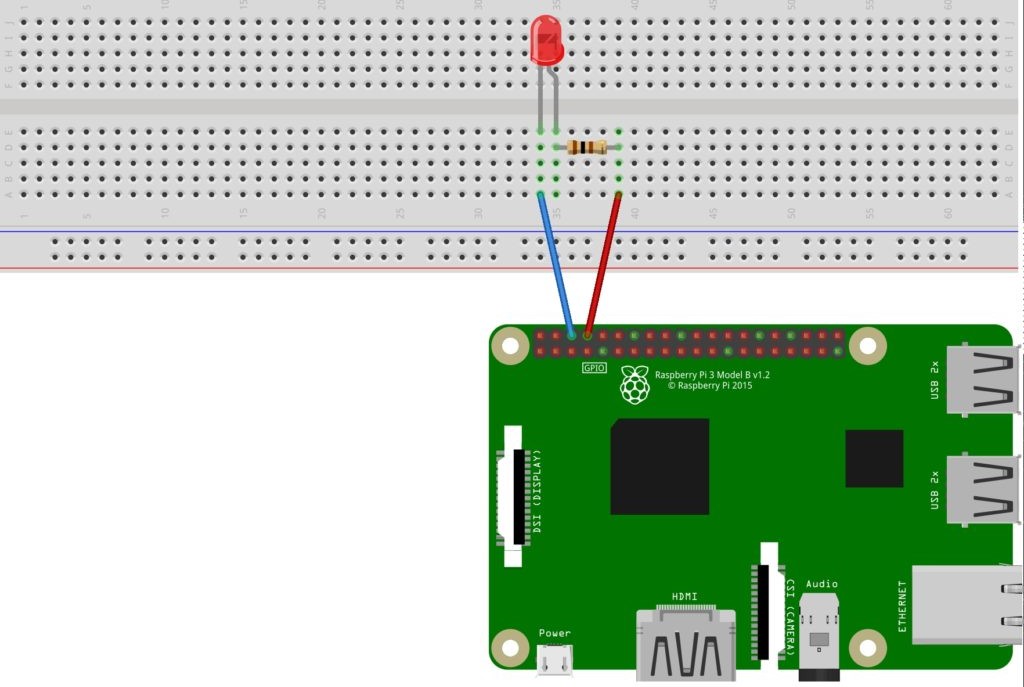 1 5 10 15 20 25 30 35 40 45 50 55 60
J J
I I
H H
G G
F F
E E
D D
C C
B B
A A
1 5 10 15 20 25 30 35 40 45 50 55 60
GPIO
Raspberry Pi 3 Model B v1.2
© Raspberry Pi 2015
USB 2x
DSI (DISPLAY)
USB 2x
Audio
CSI (CAMERA)
ETHERNET
HDMI
Power